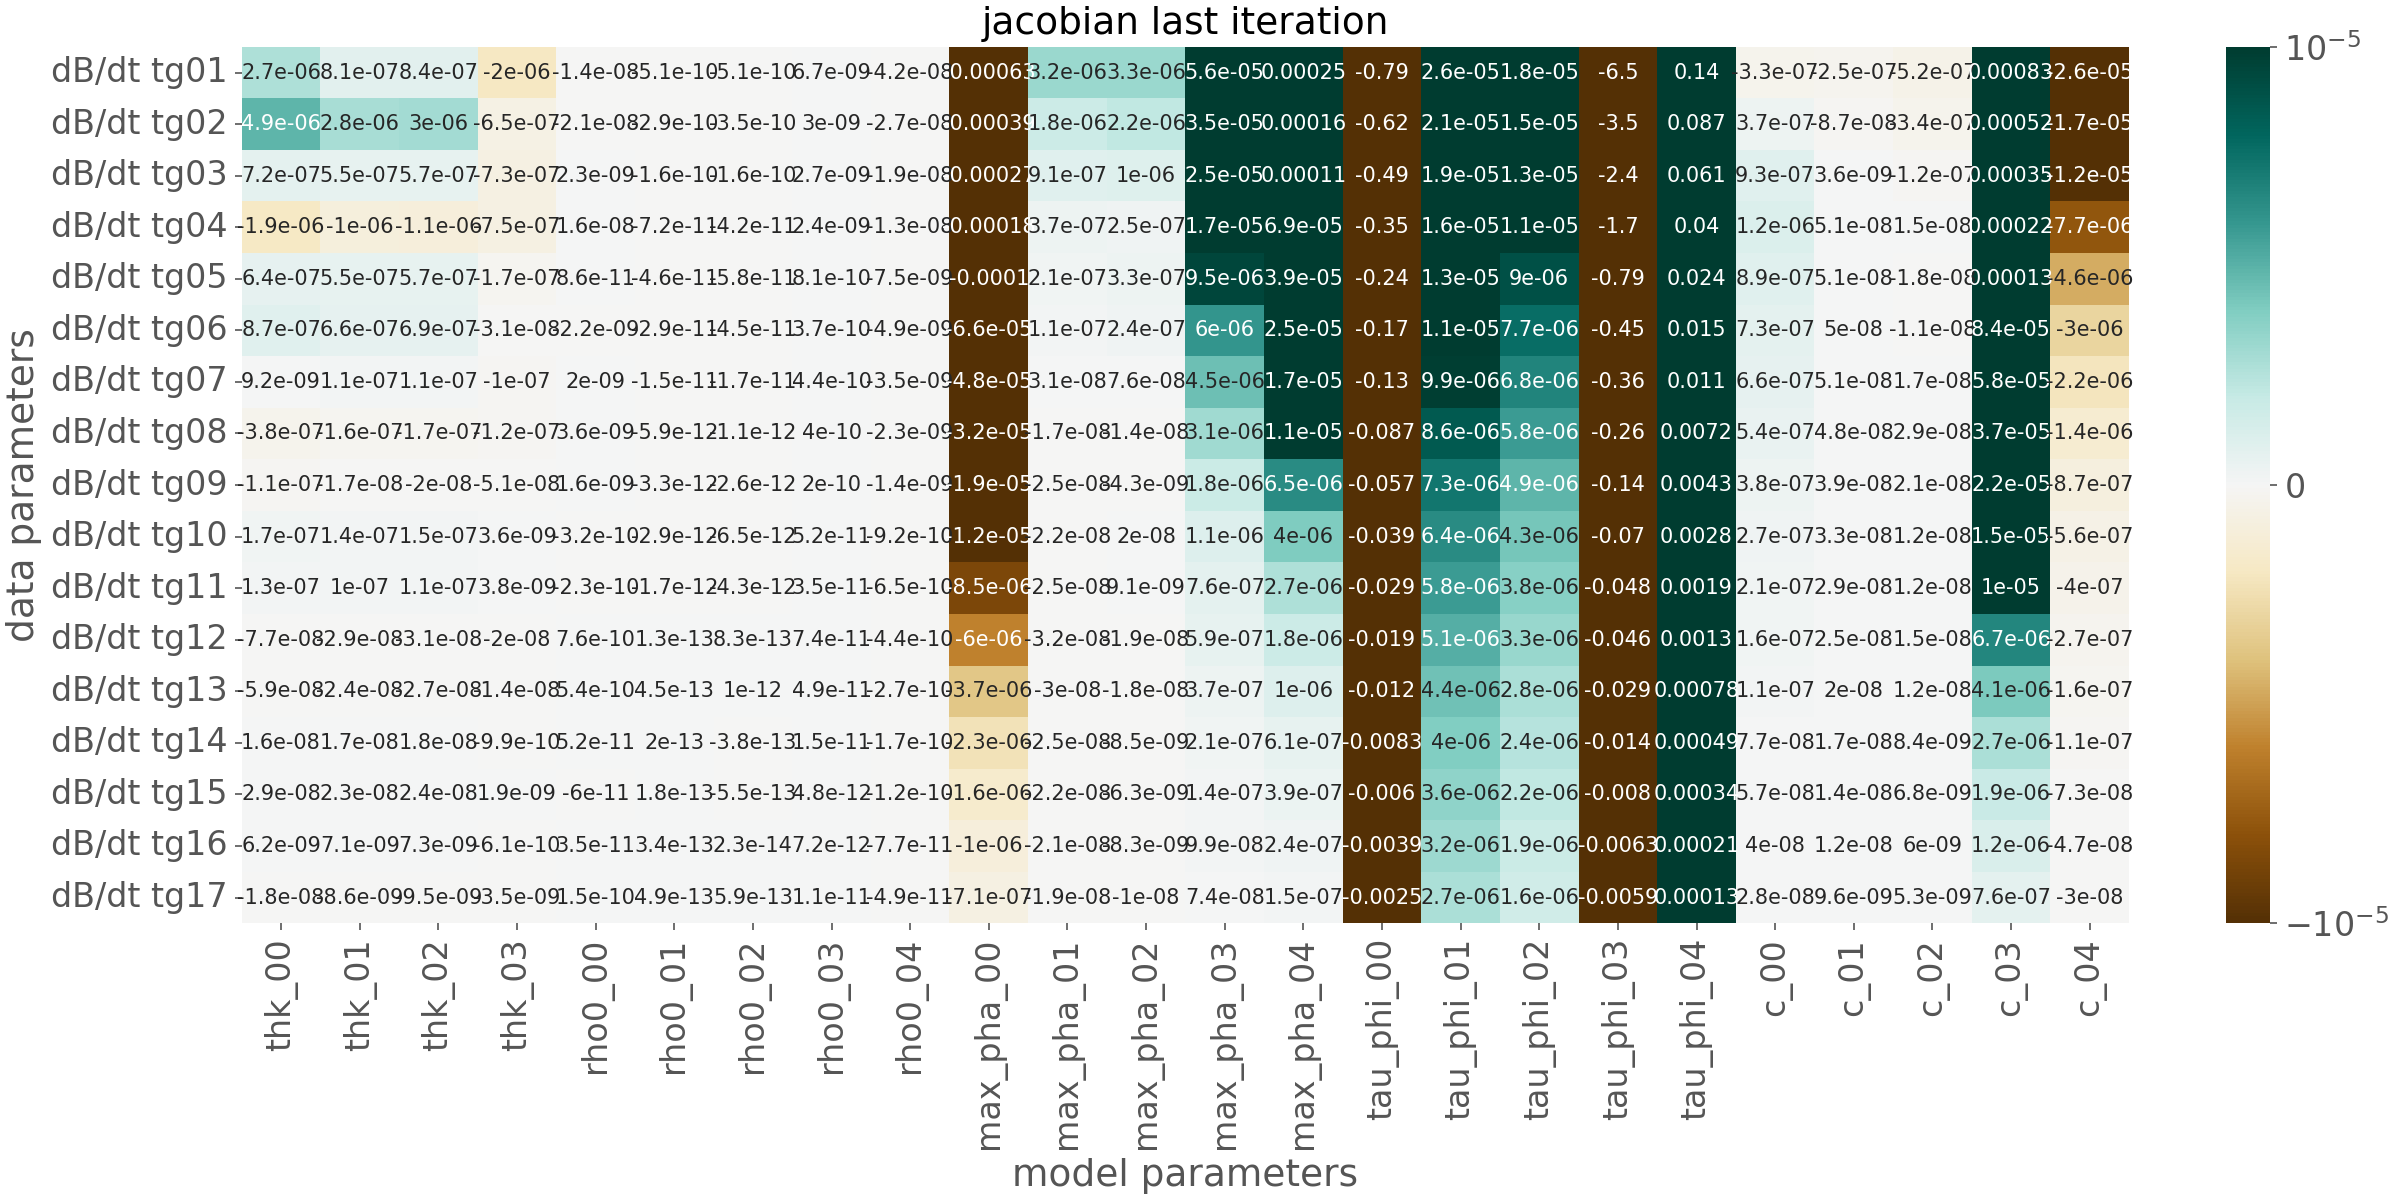 jacobian last iteration
dB/dt tg01 2.7e-06 8.1e-07 8.4e-07 -2e-06 -1.4e-08 -5.1e-10 -5.1e-10 6.7e-09 -4.2e-08 -0.00063 3.2e-06 3.3e-06 5.6e-05 0.00025 -0.79 2.6e-05 1.8e-05 -6.5 0.14 -3.3e-07 -2.5e-07 -5.2e-07 0.00083 -2.6e-05
dB/dt tg02 4.9e-06 2.8e-06 3e-06 -6.5e-07 -2.1e-08 -2.9e-10 -3.5e-10 3e-09 -2.7e-08 -0.00039 1.8e-06 2.2e-06 3.5e-05 0.00016 -0.62 2.1e-05 1.5e-05 -3.5 0.087 3.7e-07 -8.7e-08 -3.4e-07 0.00052 -1.7e-05
dB/dt tg03 7.2e-07 5.5e-07 5.7e-07 -7.3e-07 2.3e-09 -1.6e-10 -1.6e-10 2.7e-09 -1.9e-08 -0.00027 9.1e-07 1e-06 2.5e-05 0.00011 -0.49 1.9e-05 1.3e-05 -2.4 0.061 9.3e-07 3.6e-09 -1.2e-07 0.00035 -1.2e-05
dB/dt tg04 -1.9e-06 -1e-06 -1.1e-06 -7.5e-07 1.6e-08 -7.2e-11 -4.2e-11 2.4e-09 -1.3e-08 -0.00018 3.7e-07 2.5e-07 1.7e-05 6.9e-05 -0.35 1.6e-05 1.1e-05 -1.7 0.04 1.2e-06 5.1e-08 1.5e-08 0.00022 -7.7e-06
dB/dt tg05 6.4e-07 5.5e-07 5.7e-07 -1.7e-07 8.6e-11 -4.6e-11 -5.8e-11 8.1e-10 -7.5e-09 -0.0001 2.1e-07 3.3e-07 9.5e-06 3.9e-05 -0.24 1.3e-05 9e-06 -0.79 0.024 8.9e-07 5.1e-08 -1.8e-08 0.00013 -4.6e-06
dB/dt tg06 8.7e-07 6.6e-07 6.9e-07 -3.1e-08 -2.2e-09 -2.9e-11 -4.5e-11 3.7e-10 -4.9e-09 -6.6e-05 1.1e-07 2.4e-07 6e-06 2.5e-05 -0.17 1.1e-05 7.7e-06 -0.45 0.015 7.3e-07 5e-08 -1.1e-08 8.4e-05 -3e-06
dB/dt tg07 9.2e-09 1.1e-07 1.1e-07 -1e-07 2e-09 -1.5e-11 -1.7e-11 4.4e-10 -3.5e-09 -4.8e-05 3.1e-08 7.6e-08 4.5e-06 1.7e-05 -0.13 9.9e-06 6.8e-06 -0.36 0.011 6.6e-07 5.1e-08 1.7e-08 5.8e-05 -2.2e-06
dB/dt tg08 -3.8e-07 -1.6e-07 -1.7e-07 -1.2e-07 3.6e-09 -5.9e-12 -1.1e-12 4e-10 -2.3e-09 -3.2e-05 -1.7e-08 -1.4e-08 3.1e-06 1.1e-05 -0.087 8.6e-06 5.8e-06 -0.26 0.0072 5.4e-07 4.8e-08 2.9e-08 3.7e-05 -1.4e-06
dB/dt tg09 -1.1e-07 -1.7e-08 -2e-08 -5.1e-08 1.6e-09 -3.3e-12 -2.6e-12 2e-10 -1.4e-09 -1.9e-05 -2.5e-08 -4.3e-09 1.8e-06 6.5e-06 -0.057 7.3e-06 4.9e-06 -0.14 0.0043 3.8e-07 3.9e-08 2.1e-08 2.2e-05 -8.7e-07
dB/dt tg10 1.7e-07 1.4e-07 1.5e-07 3.6e-09 -3.2e-10 -2.9e-12 -6.5e-12 5.2e-11 -9.2e-10 -1.2e-05 -2.2e-08 2e-08 1.1e-06 4e-06 -0.039 6.4e-06 4.3e-06 -0.07 0.0028 2.7e-07 3.3e-08 1.2e-08 1.5e-05 -5.6e-07
dB/dt tg11 1.3e-07 1e-07 1.1e-07 3.8e-09 -2.3e-10 -1.7e-12 -4.3e-12 3.5e-11 -6.5e-10 -8.5e-06 -2.5e-08 9.1e-09 7.6e-07 2.7e-06 -0.029 5.8e-06 3.8e-06 -0.048 0.0019 2.1e-07 2.9e-08 1.2e-08 1e-05 -4e-07
dB/dt tg12 -7.7e-08 -2.9e-08 -3.1e-08 -2e-08 7.6e-10 1.3e-13 8.3e-13 7.4e-11 -4.4e-10 -6e-06 -3.2e-08 -1.9e-08 5.9e-07 1.8e-06 -0.019 5.1e-06 3.3e-06 -0.046 0.0013 1.6e-07 2.5e-08 1.5e-08 6.7e-06 -2.7e-07
dB/dt tg13 -5.9e-08 -2.4e-08 -2.7e-08 -1.4e-08 5.4e-10 4.5e-13 1e-12 4.9e-11 -2.7e-10 -3.7e-06 -3e-08 -1.8e-08 3.7e-07 1e-06 -0.012 4.4e-06 2.8e-06 -0.029 0.00078 1.1e-07 2e-08 1.2e-08 4.1e-06 -1.6e-07
dB/dt tg14 1.6e-08 1.7e-08 1.8e-08 -9.9e-10 5.2e-11 2e-13 -3.8e-13 1.5e-11 -1.7e-10 -2.3e-06 -2.5e-08 -8.5e-09 2.1e-07 6.1e-07 -0.0083 4e-06 2.4e-06 -0.014 0.00049 7.7e-08 1.7e-08 8.4e-09 2.7e-06 -1.1e-07
dB/dt tg15 2.9e-08 2.3e-08 2.4e-08 1.9e-09 -6e-11 1.8e-13 -5.5e-13 4.8e-12 -1.2e-10 -1.6e-06 -2.2e-08 -6.3e-09 1.4e-07 3.9e-07 -0.006 3.6e-06 2.2e-06 -0.008 0.00034 5.7e-08 1.4e-08 6.8e-09 1.9e-06 -7.3e-08
dB/dt tg16 6.2e-09 7.1e-09 7.3e-09 -6.1e-10 3.5e-11 3.4e-13 2.3e-14 7.2e-12 -7.7e-11 -1e-06 -2.1e-08 -8.3e-09 9.9e-08 2.4e-07 -0.0039 3.2e-06 1.9e-06 -0.0063 0.00021 4e-08 1.2e-08 6e-09 1.2e-06 -4.7e-08
dB/dt tg17 -1.8e-08 -8.6e-09 -9.5e-09 -3.5e-09 1.5e-10 4.9e-13 5.9e-13 1.1e-11 -4.9e-11 -7.1e-07 -1.9e-08 -1e-08 7.4e-08 1.5e-07 -0.0025 2.7e-06 1.6e-06 -0.0059 0.00013 2.8e-08 9.6e-09 5.3e-09 7.6e-07 -3e-08
thk_00 thk_01 thk_02 thk_03 rho0_00 rho0_01 rho0_02 rho0_03 rho0_04 max_pha_00 max_pha_01 max_pha_02 max_pha_03 max_pha_04 tau_phi_00 tau_phi_01 tau_phi_02 tau_phi_03 tau_phi_04 c_00 c_01 c_02 c_03 c_04
model parameters
data parameters
10⁻⁵
0
−10⁻⁵